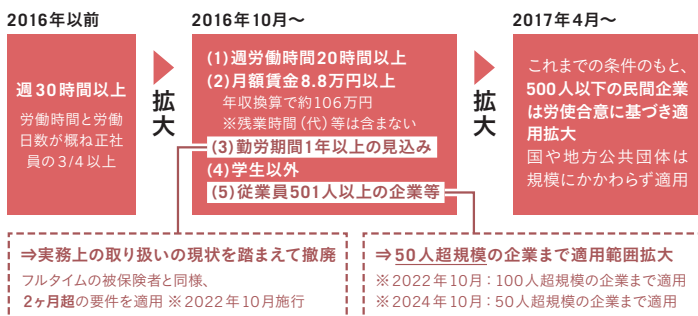 2016年以前
週30時間以上
労働時間と労働
日数が概ね正社
員の3/4以上
拡大
2016年10月〜
(1)週労働時間20時間以上
(2)月額賃金8.8万円以上
年収換算で約106万円
※残業時間（代）等は含まない
(3)勤労期間1年以上の見込み
(4)学生以外
(5)従業員501人以上の企業等
拡大
2017年4月〜
これまでの条件のもと、
500人以下の民間企業
は労使合意に基づき適
用拡大
国や地方公共団体は
規模にかかわらず適用
⇒実務上の取り扱いの現状を踏まえて撤廃
フルタイムの被保険者と同様、
2ヶ月超の要件を適用 ※2022年10月施行
⇒50人超規模の企業まで適用範囲拡大
※2022年10月：100人超規模の企業まで適用
※2024年10月：50人超規模の企業まで適用